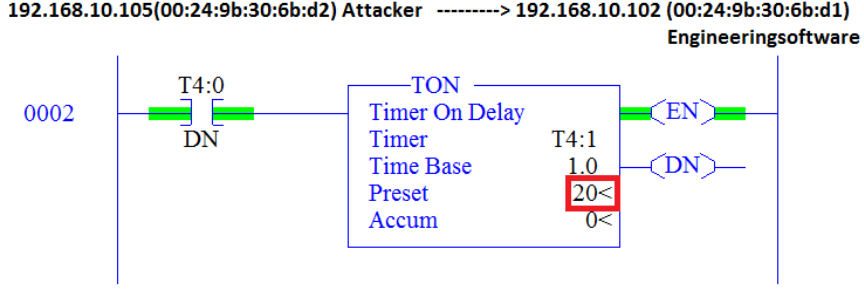 192.168.10.105(00:24:9b:30:6b:d2) Attacker ---------> 192.168.10.102 (00:24:9b:30:6b:d1)
Engineeringsoftware
T4:0
TON
0002
Timer On Delay
EN
DN
Timer T4:1
Time Base 1.0
DN
Preset 20<
Accum 0<